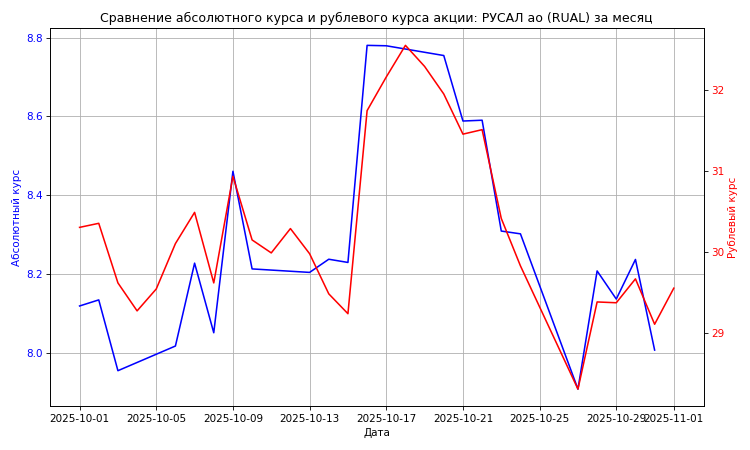 Сравнение абсолютного курса и рублевого курса акции: РУСАЛ ао (RUAL) за месяц
8.8
8.6
8.4
8.2
8.0
Абсолютный курс
32
31
30
29
Рублевый курс
2025-10-01 2025-10-05 2025-10-09 2025-10-13 2025-10-17 2025-10-21 2025-10-25 2025-10-29 2025-11-01
Дата